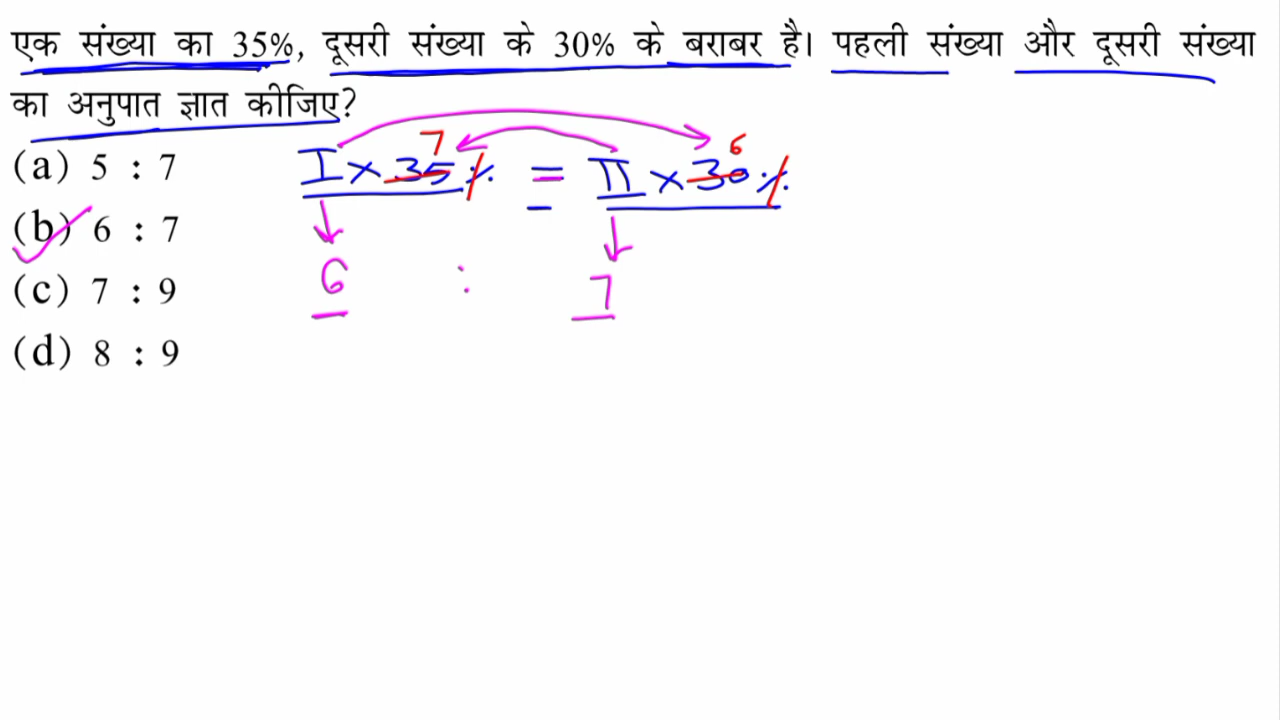 एक संख्या का 35%, दूसरी संख्या के 30% के बराबर है। पहली संख्या और दूसरी संख्या
का अनुपात ज्ञात कीजिए?
(a) 5 : 7
7 6
I × 35% = II × 30%
(b) 6 : 7
(c) 7 : 9
6 : 7
(d) 8 : 9